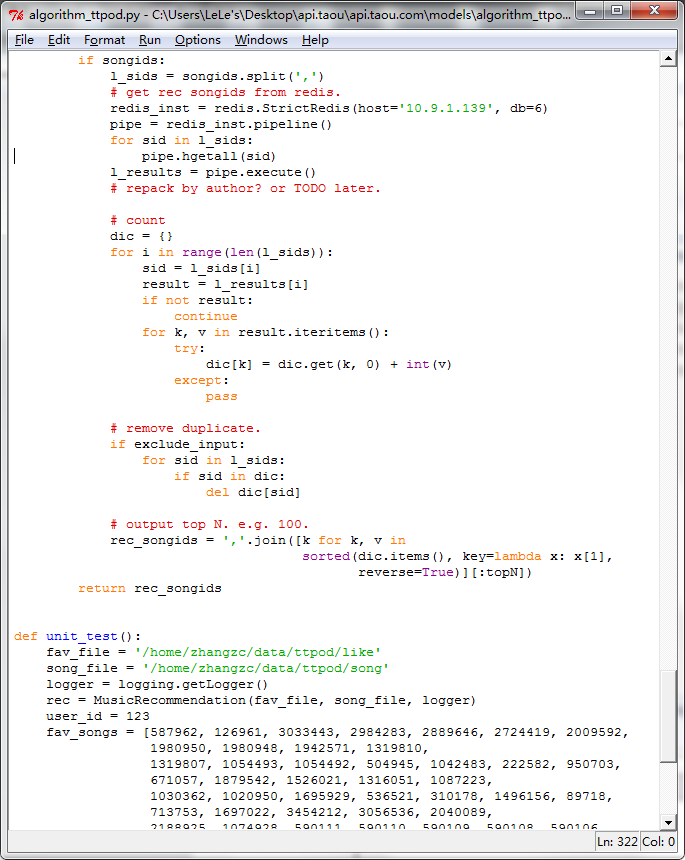 algorithm_ttpod.py - C:\Users\LeLe's\Desktop\api.taou\api.taou.com\models\algorithm_ttpo...
File Edit Format Run Options Windows Help
        if songids:
            l_sids = songids.split(',')
            # get rec songids from redis.
            redis_inst = redis.StrictRedis(host='10.9.1.139', db=6)
            pipe = redis_inst.pipeline()
            for sid in l_sids:
                pipe.hgetall(sid)
            l_results = pipe.execute()
            # repack by author? or TODO later.

            # count
            dic = {}
            for i in range(len(l_sids)):
                sid = l_sids[i]
                result = l_results[i]
                if not result:
                    continue
                for k, v in result.iteritems():
                    try:
                        dic[k] = dic.get(k, 0) + int(v)
                    except:
                        pass

            # remove duplicate.
            if exclude_input:
                for sid in l_sids:
                    if sid in dic:
                        del dic[sid]

            # output top N. e.g. 100.
            rec_songids = ','.join([k for k, v in
                                    sorted(dic.items(), key=lambda x: x[1],
                                           reverse=True)][:topN])
        return rec_songids


def unit_test():
    fav_file = '/home/zhangzc/data/ttpod/like'
    song_file = '/home/zhangzc/data/ttpod/song'
    logger = logging.getLogger()
    rec = MusicRecommendation(fav_file, song_file, logger)
    user_id = 123
    fav_songs = [587962, 126961, 3033443, 2984283, 2889646, 2724419, 2009592,
                 1980950, 1980948, 1942571, 1319810,
                 1319807, 1054493, 1054492, 504945, 1042483, 222582, 950703,
                 671057, 1879542, 1526021, 1316051, 1087223,
                 1030362, 1020950, 1695929, 536521, 310178, 1496156, 89718,
                 713753, 1697022, 3454212, 3056536, 2040089,
                 2188925, 1074928, 590111, 590110, 590109, 590108, 590106,
Ln: 322 Col: 0